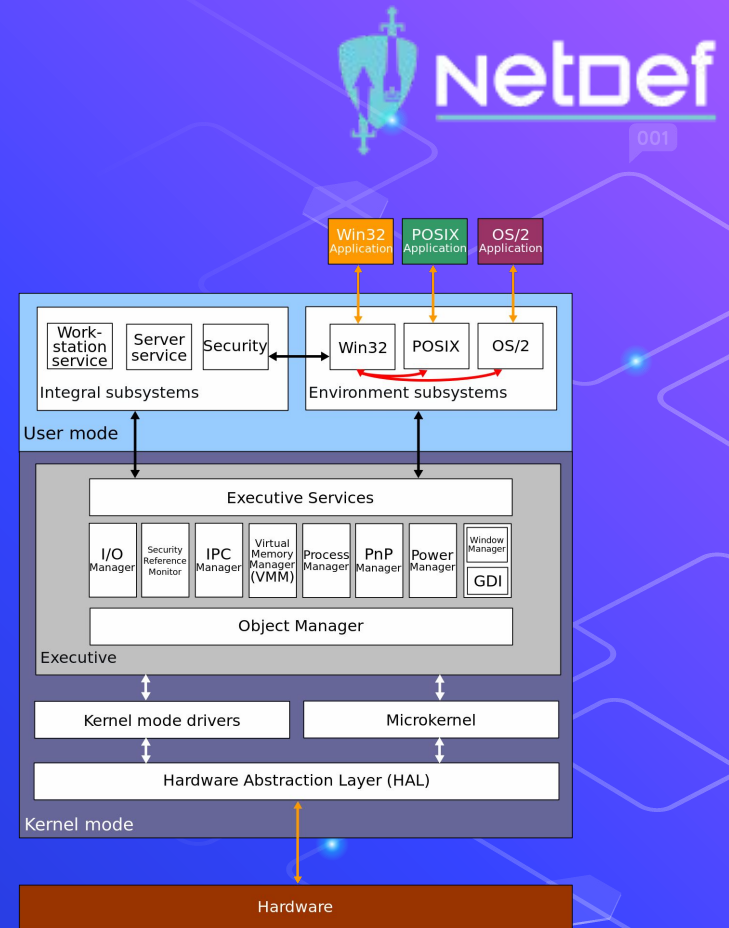 NetDef
001
Win32
Application
POSIX
Application
OS/2
Application
Work-
station
service
Server
service
Security
Integral subsystems
Win32
POSIX
OS/2
Environment subsystems
User mode
Executive Services
I/O
Manager
Security
Reference
Monitor
IPC
Manager
Virtual
Memory
Manager
(VMM)
Process
Manager
PnP
Manager
Power
Manager
Window
Manager
GDI
Object Manager
Executive
Kernel mode drivers
Microkernel
Hardware Abstraction Layer (HAL)
Kernel mode
Hardware